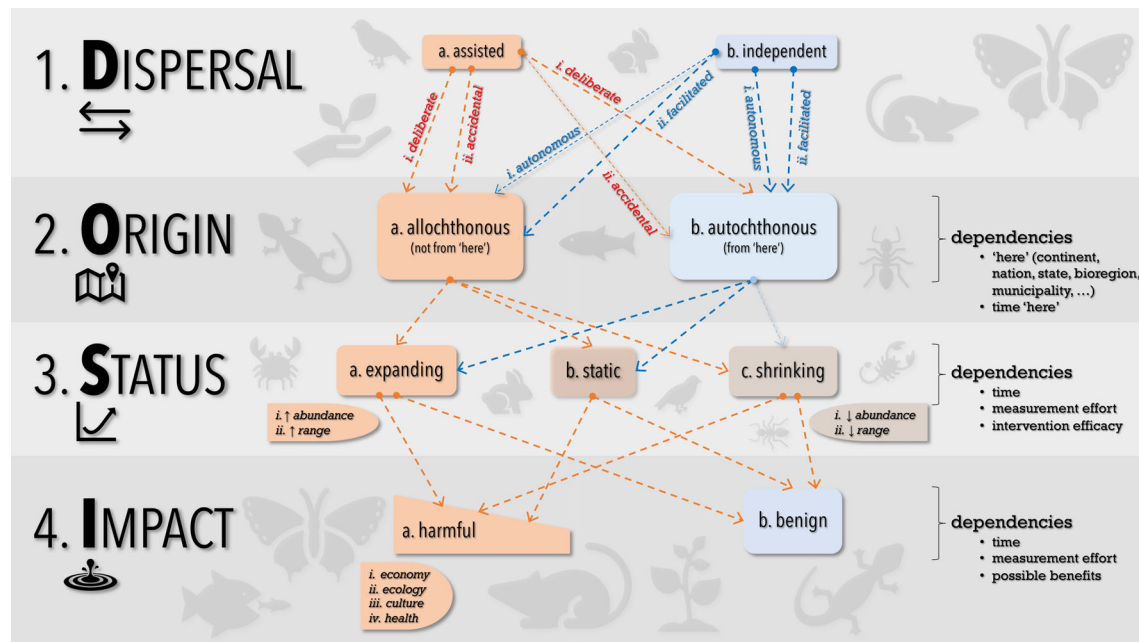 1. DISPERSAL
a. assisted
b. independent
i. deliberate
ii. accidental
i. deliberate
ii. accidental
i. autonomous
ii. facilitated
i. autonomous
ii. facilitated
2. ORIGIN
a. allochthonous
(not from ‘here’)
b. autochthonous
(from ‘here’)
dependencies
• ‘here’ (continent,
nation, state, bioregion,
municipality, …)
• time ‘here’
3. STATUS
a. expanding
b. static
c. shrinking
i. ↑ abundance
ii. ↑ range
i. ↓ abundance
ii. ↓ range
dependencies
• time
• measurement effort
• intervention efficacy
4. IMPACT
a. harmful
b. benign
i. economy
ii. ecology
iii. culture
iv. health
dependencies
• time
• measurement effort
• possible benefits